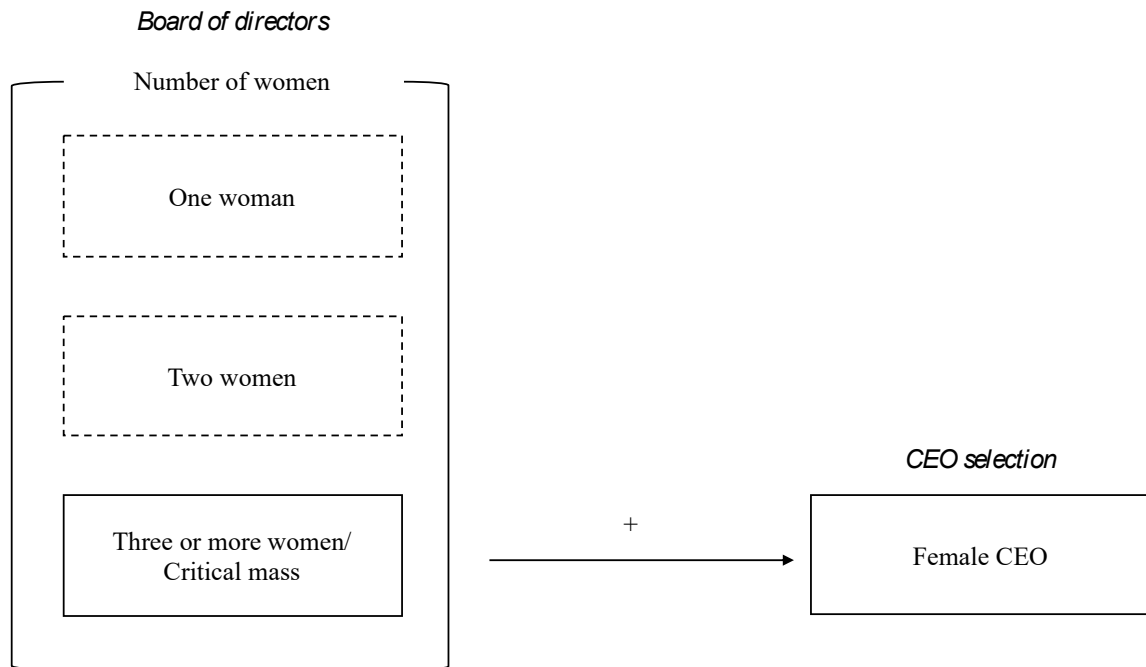 Board of directors
Number of women
One woman
Two women
CEO selection
Three or more women/
Critical mass
+
Female CEO